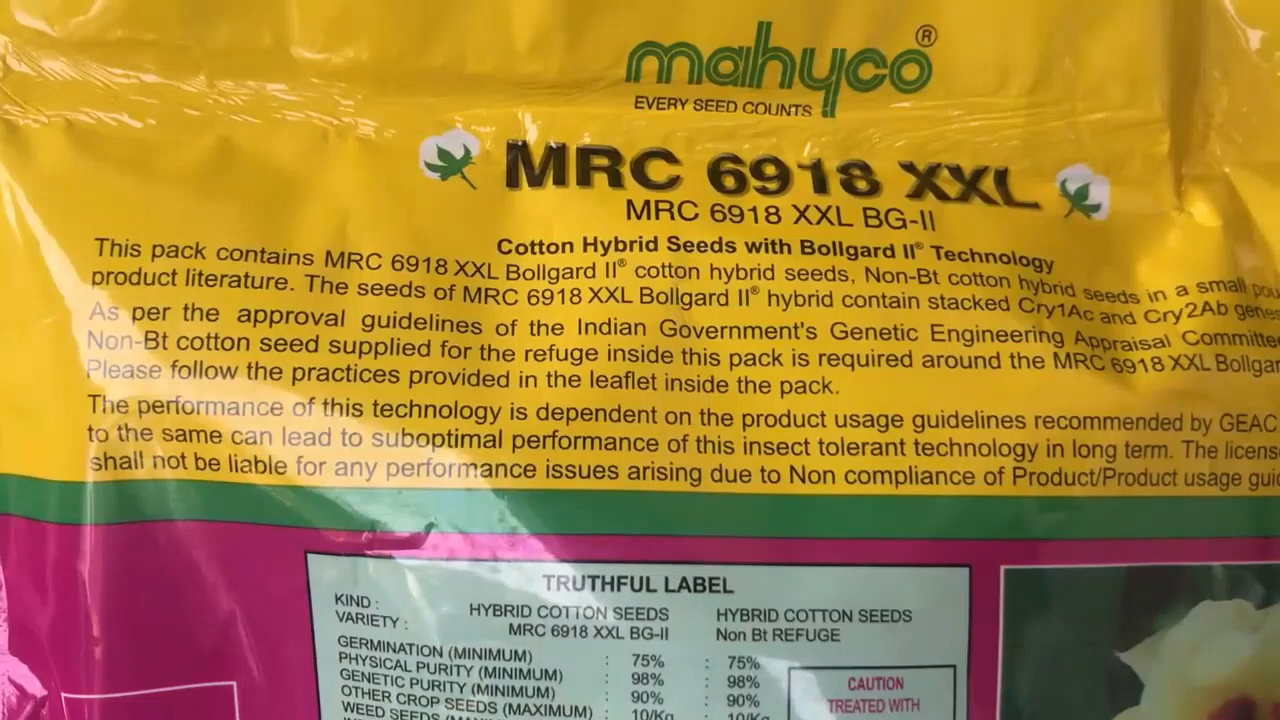 mahyco®
EVERY SEED COUNTS
MRC 6918 XXL
MRC 6918 XXL BG-II
Cotton Hybrid Seeds with Bollgard II® Technology
This pack contains MRC 6918 XXL Bollgard II® cotton hybrid seeds, Non-Bt cotton hybrid seeds in a small
product literature. The seeds of MRC 6918 XXL Bollgard II® hybrid contain stacked Cry1Ac and Cry2Ab genes
As per the approval guidelines of the Indian Government's Genetic Engineering Appraisal Committee
Non-Bt cotton seed supplied for the refuge inside this pack is required around the MRC 6918 XXL
Please follow the practices provided in the leaflet inside the pack.
The performance of this technology is dependent on the product usage guidelines recommended by GEAC
to the same can lead to suboptimal performance of this insect tolerant technology in long term. The
shall not be liable for any performance issues arising due to Non compliance of Product/Product usage
TRUTHFUL LABEL
KIND : HYBRID COTTON SEEDS HYBRID COTTON SEEDS
VARIETY : MRC 6918 XXL BG-II Non Bt REFUGE
GERMINATION (MINIMUM) : 75% : 75%
PHYSICAL PURITY (MINIMUM) : 98% : 98%
GENETIC PURITY (MINIMUM) : 90% : 90%
OTHER CROP SEEDS (MAXIMUM) : 10/Kg : 10/Kg
WEED SEEDS
CAUTION
TREATED WITH